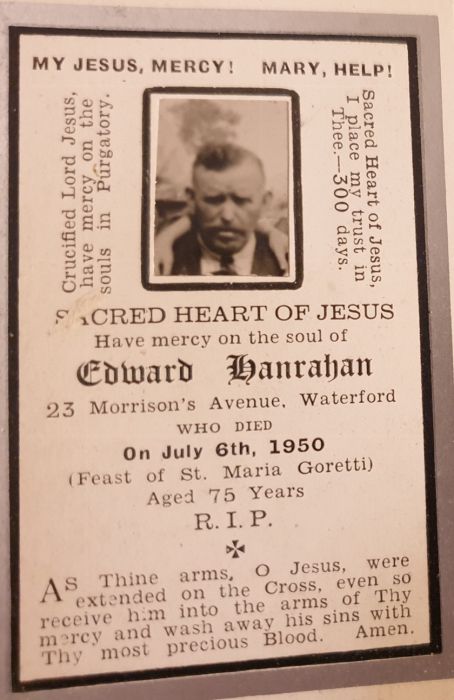 MY JESUS, MERCY! MARY, HELP!
Crucified Lord Jesus,
have mercy on the
souls in Purgatory.
Sacred Heart of Jesus,
I place my trust in
Thee.—300 days.
SACRED HEART OF JESUS
Have mercy on the soul of
Edward Hanrahan
23 Morrison's Avenue, Waterford
WHO DIED
On July 6th, 1950
(Feast of St. Maria Goretti)
Aged 75 Years
R. I. P.
As Thine arms, O Jesus, were
extended on the Cross, even so
receive him into the arms of Thy
mercy and wash away his sins with
Thy most precious Blood. Amen.